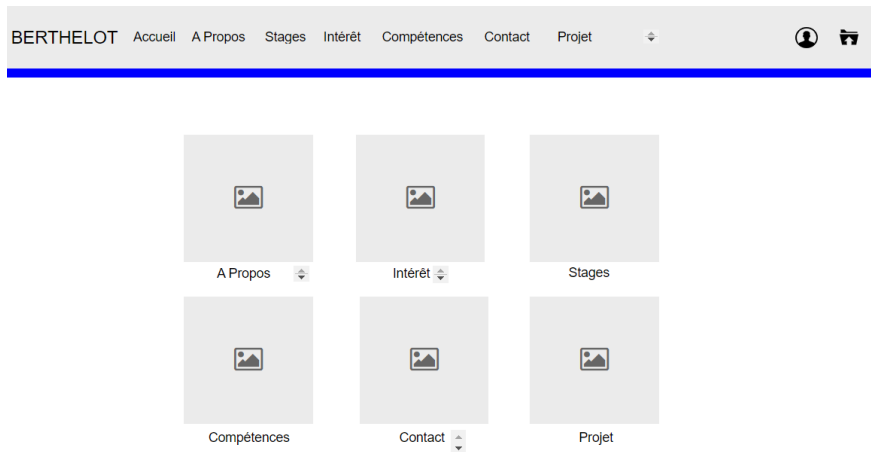 BERTHELOT Accueil A Propos Stages Intérêt Compétences Contact Projet
A Propos Intérêt Stages
Compétences Contact Projet